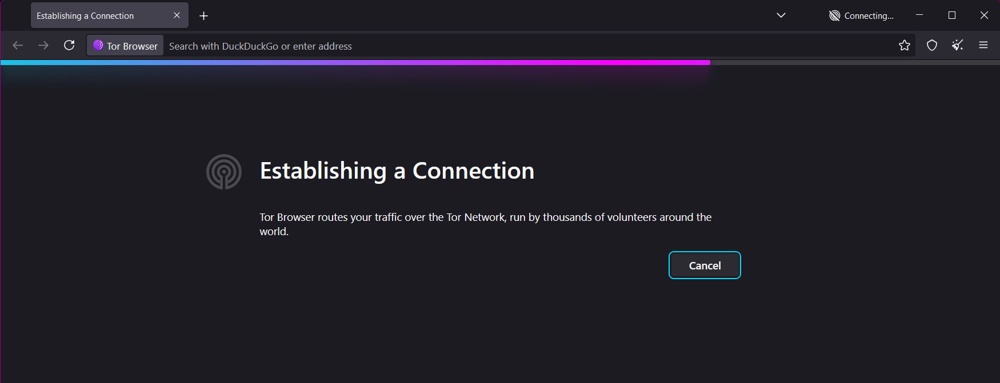 Establishing a Connection
Connecting...
Tor Browser Search with DuckDuckGo or enter address
Establishing a Connection
Tor Browser routes your traffic over the Tor Network, run by thousands of volunteers around the
world.
Cancel